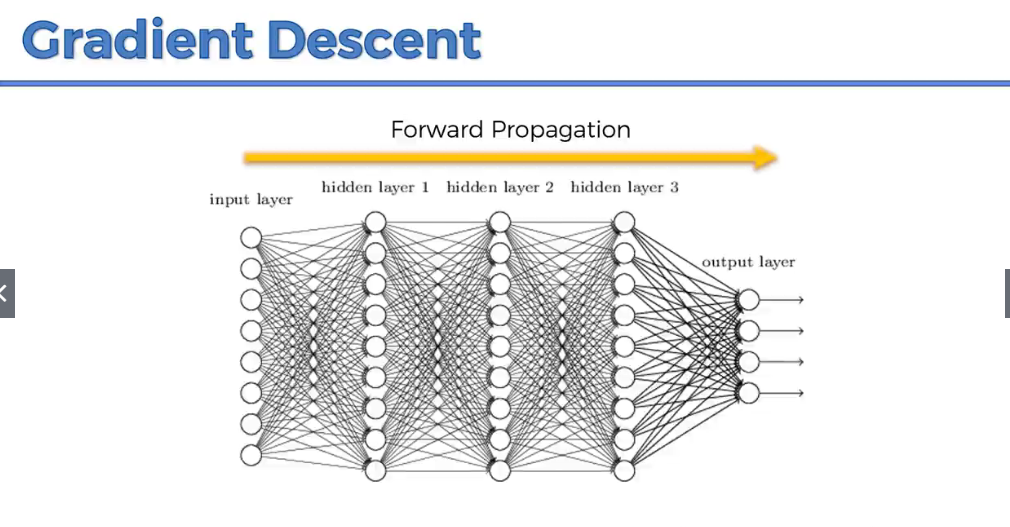 Gradient Descent
Forward Propagation
hidden layer 1 hidden layer 2 hidden layer 3
input layer
output layer